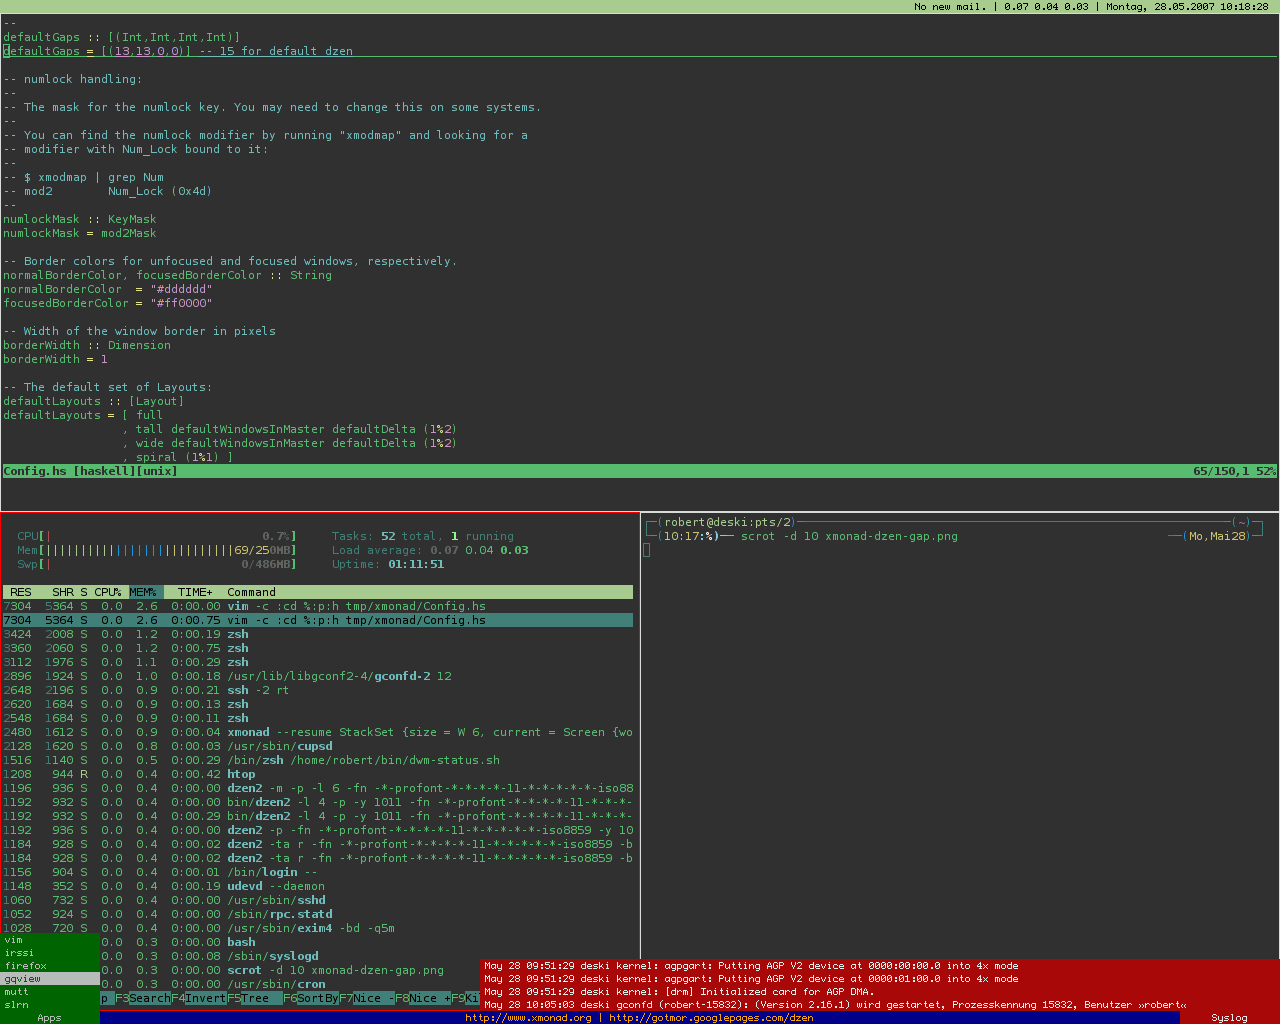 No new mail. | 0.07 0.04 0.03 | Montag, 28.05.2007 10:18:28
--
defaultGaps :: [(Int,Int,Int,Int)]
defaultGaps = [(13,13,0,0)] -- 15 for default dzen
-- numlock handling:
--
-- The mask for the numlock key. You may need to change this on some systems.
--
-- You can find the numlock modifier by running "xmodmap" and looking for a
-- modifier with Num_Lock bound to it:
--
-- $ xmodmap | grep Num
-- mod2        Num_Lock (0x4d)
--
numlockMask :: KeyMask
numlockMask = mod2Mask
-- Border colors for unfocused and focused windows, respectively.
normalBorderColor, focusedBorderColor :: String
normalBorderColor  = "#dddddd"
focusedBorderColor = "#ff0000"
-- Width of the window border in pixels
borderWidth :: Dimension
borderWidth = 1
-- The default set of Layouts:
defaultLayouts :: [Layout]
defaultLayouts = [ full
, tall defaultWindowsInMaster defaultDelta (1%2)
, wide defaultWindowsInMaster defaultDelta (1%2)
, spiral (1%1) ]
Config.hs [haskell][unix] 65/150,1 52%
CPU[| 0.7%] Tasks: 52 total, 1 running
Mem[||||||||||||||||||||||||||||69/250MB] Load average: 0.07 0.04 0.03
Swp[| 0/486MB] Uptime: 01:11:51
RES SHR S CPU% MEM% TIME+ Command
7304 5364 S 0.0 2.6 0:00.00 vim -c :cd %:p:h tmp/xmonad/Config.hs
7304 5364 S 0.0 2.6 0:00.75 vim -c :cd %:p:h tmp/xmonad/Config.hs
3424 2008 S 0.0 1.2 0:00.19 zsh
3360 2060 S 0.0 1.2 0:00.75 zsh
3112 1976 S 0.0 1.1 0:00.29 zsh
2896 1924 S 0.0 1.0 0:00.18 /usr/lib/libgconf2-4/gconfd-2 12
2648 2196 S 0.0 0.9 0:00.21 ssh -2 rt
2620 1684 S 0.0 0.9 0:00.13 zsh
2548 1684 S 0.0 0.9 0:00.11 zsh
2480 1612 S 0.0 0.9 0:00.04 xmonad --resume StackSet {size = W 6, current = Screen {wo
2128 1620 S 0.0 0.8 0:00.03 /usr/sbin/cupsd
1516 1140 S 0.0 0.5 0:00.29 /bin/zsh /home/robert/bin/dwm-status.sh
1208 944 R 0.0 0.4 0:00.42 htop
1196 936 S 0.0 0.4 0:00.00 dzen2 -m -p -l 6 -fn -*-profont-*-*-*-*-11-*-*-*-*-*-iso88
1192 932 S 0.0 0.4 0:00.00 bin/dzen2 -l 4 -p -y 1011 -fn -*-profont-*-*-*-*-11-*-*-*-
1192 932 S 0.0 0.4 0:00.29 bin/dzen2 -l 4 -p -y 1011 -fn -*-profont-*-*-*-*-11-*-*-*-
1192 936 S 0.0 0.4 0:00.00 dzen2 -p -fn -*-profont-*-*-*-*-11-*-*-*-*-*-iso8859 -y 10
1184 928 S 0.0 0.4 0:00.02 dzen2 -ta r -fn -*-profont-*-*-*-*-11-*-*-*-*-*-iso8859 -b
1184 928 S 0.0 0.4 0:00.02 dzen2 -ta r -fn -*-profont-*-*-*-*-11-*-*-*-*-*-iso8859 -b
1156 904 S 0.0 0.4 0:00.01 /bin/login --
1148 352 S 0.0 0.4 0:00.19 udevd --daemon
1060 732 S 0.0 0.4 0:00.00 /usr/sbin/sshd
1052 924 S 0.0 0.4 0:00.00 /sbin/rpc.statd
1028 720 S 0.0 0.4 0:00.00 /usr/sbin/exim4 -bd -q5m
0.0 0.3 0:00.00 bash
0.0 0.3 0:00.08 /sbin/syslogd
0.0 0.3 0:00.00 scrot -d 10 xmonad-dzen-gap.png
0.0 0.3 0:00.00 /usr/sbin/cron
p F3Search F4Invert F5Tree F6SortBy F7Nice - F8Nice + F9Ki
(robert@deski:pts/2) (~)
(10:17:%) scrot -d 10 xmonad-dzen-gap.png (Mo,Mai28)
vim
irssi
firefox
gqview
mutt
slrn
Apps
May 28 09:51:29 deski kernel: agpgart: Putting AGP V2 device at 0000:00:00.0 into 4x mode
May 28 09:51:29 deski kernel: agpgart: Putting AGP V2 device at 0000:01:00.0 into 4x mode
May 28 09:51:29 deski kernel: [drm] Initialized card for AGP DMA.
May 28 10:05:03 deski gconfd (robert-15832): (Version 2.16.1) wird gestartet, Prozesskennung 15832, Benutzer »robert«
http://www.xmonad.org | http://gotmor.googlepages.com/dzen
Syslog